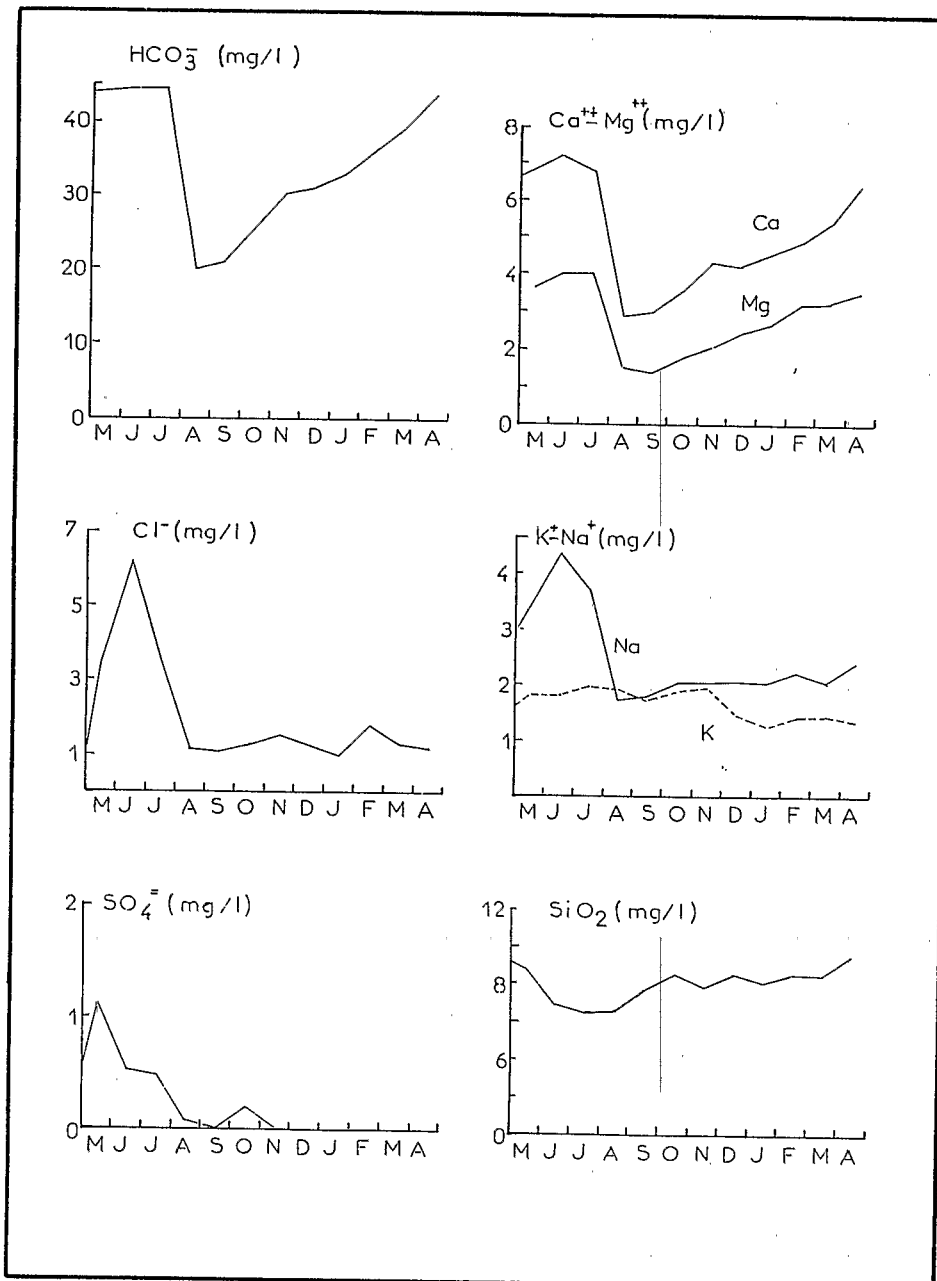 HCO3̄ (mg/l)
40
30
20
10
0
M J J A S O N D J F M A
Ca++ – Mg++ (mg/l)
8
6
4
2
0
Ca
Mg
M J J A S O N D J F M A
Cl- (mg/l)
7
5
3
1
M J J A S O N D J F M A
K+ – Na+ (mg/l)
4
3
2
1
Na
K
M J J A S O N D J F M A
SO4= (mg/l)
2
1
0
M J J A S O N D J F M A
SiO2 (mg/l)
12
8
6
0
M J J A S O N D J F M A